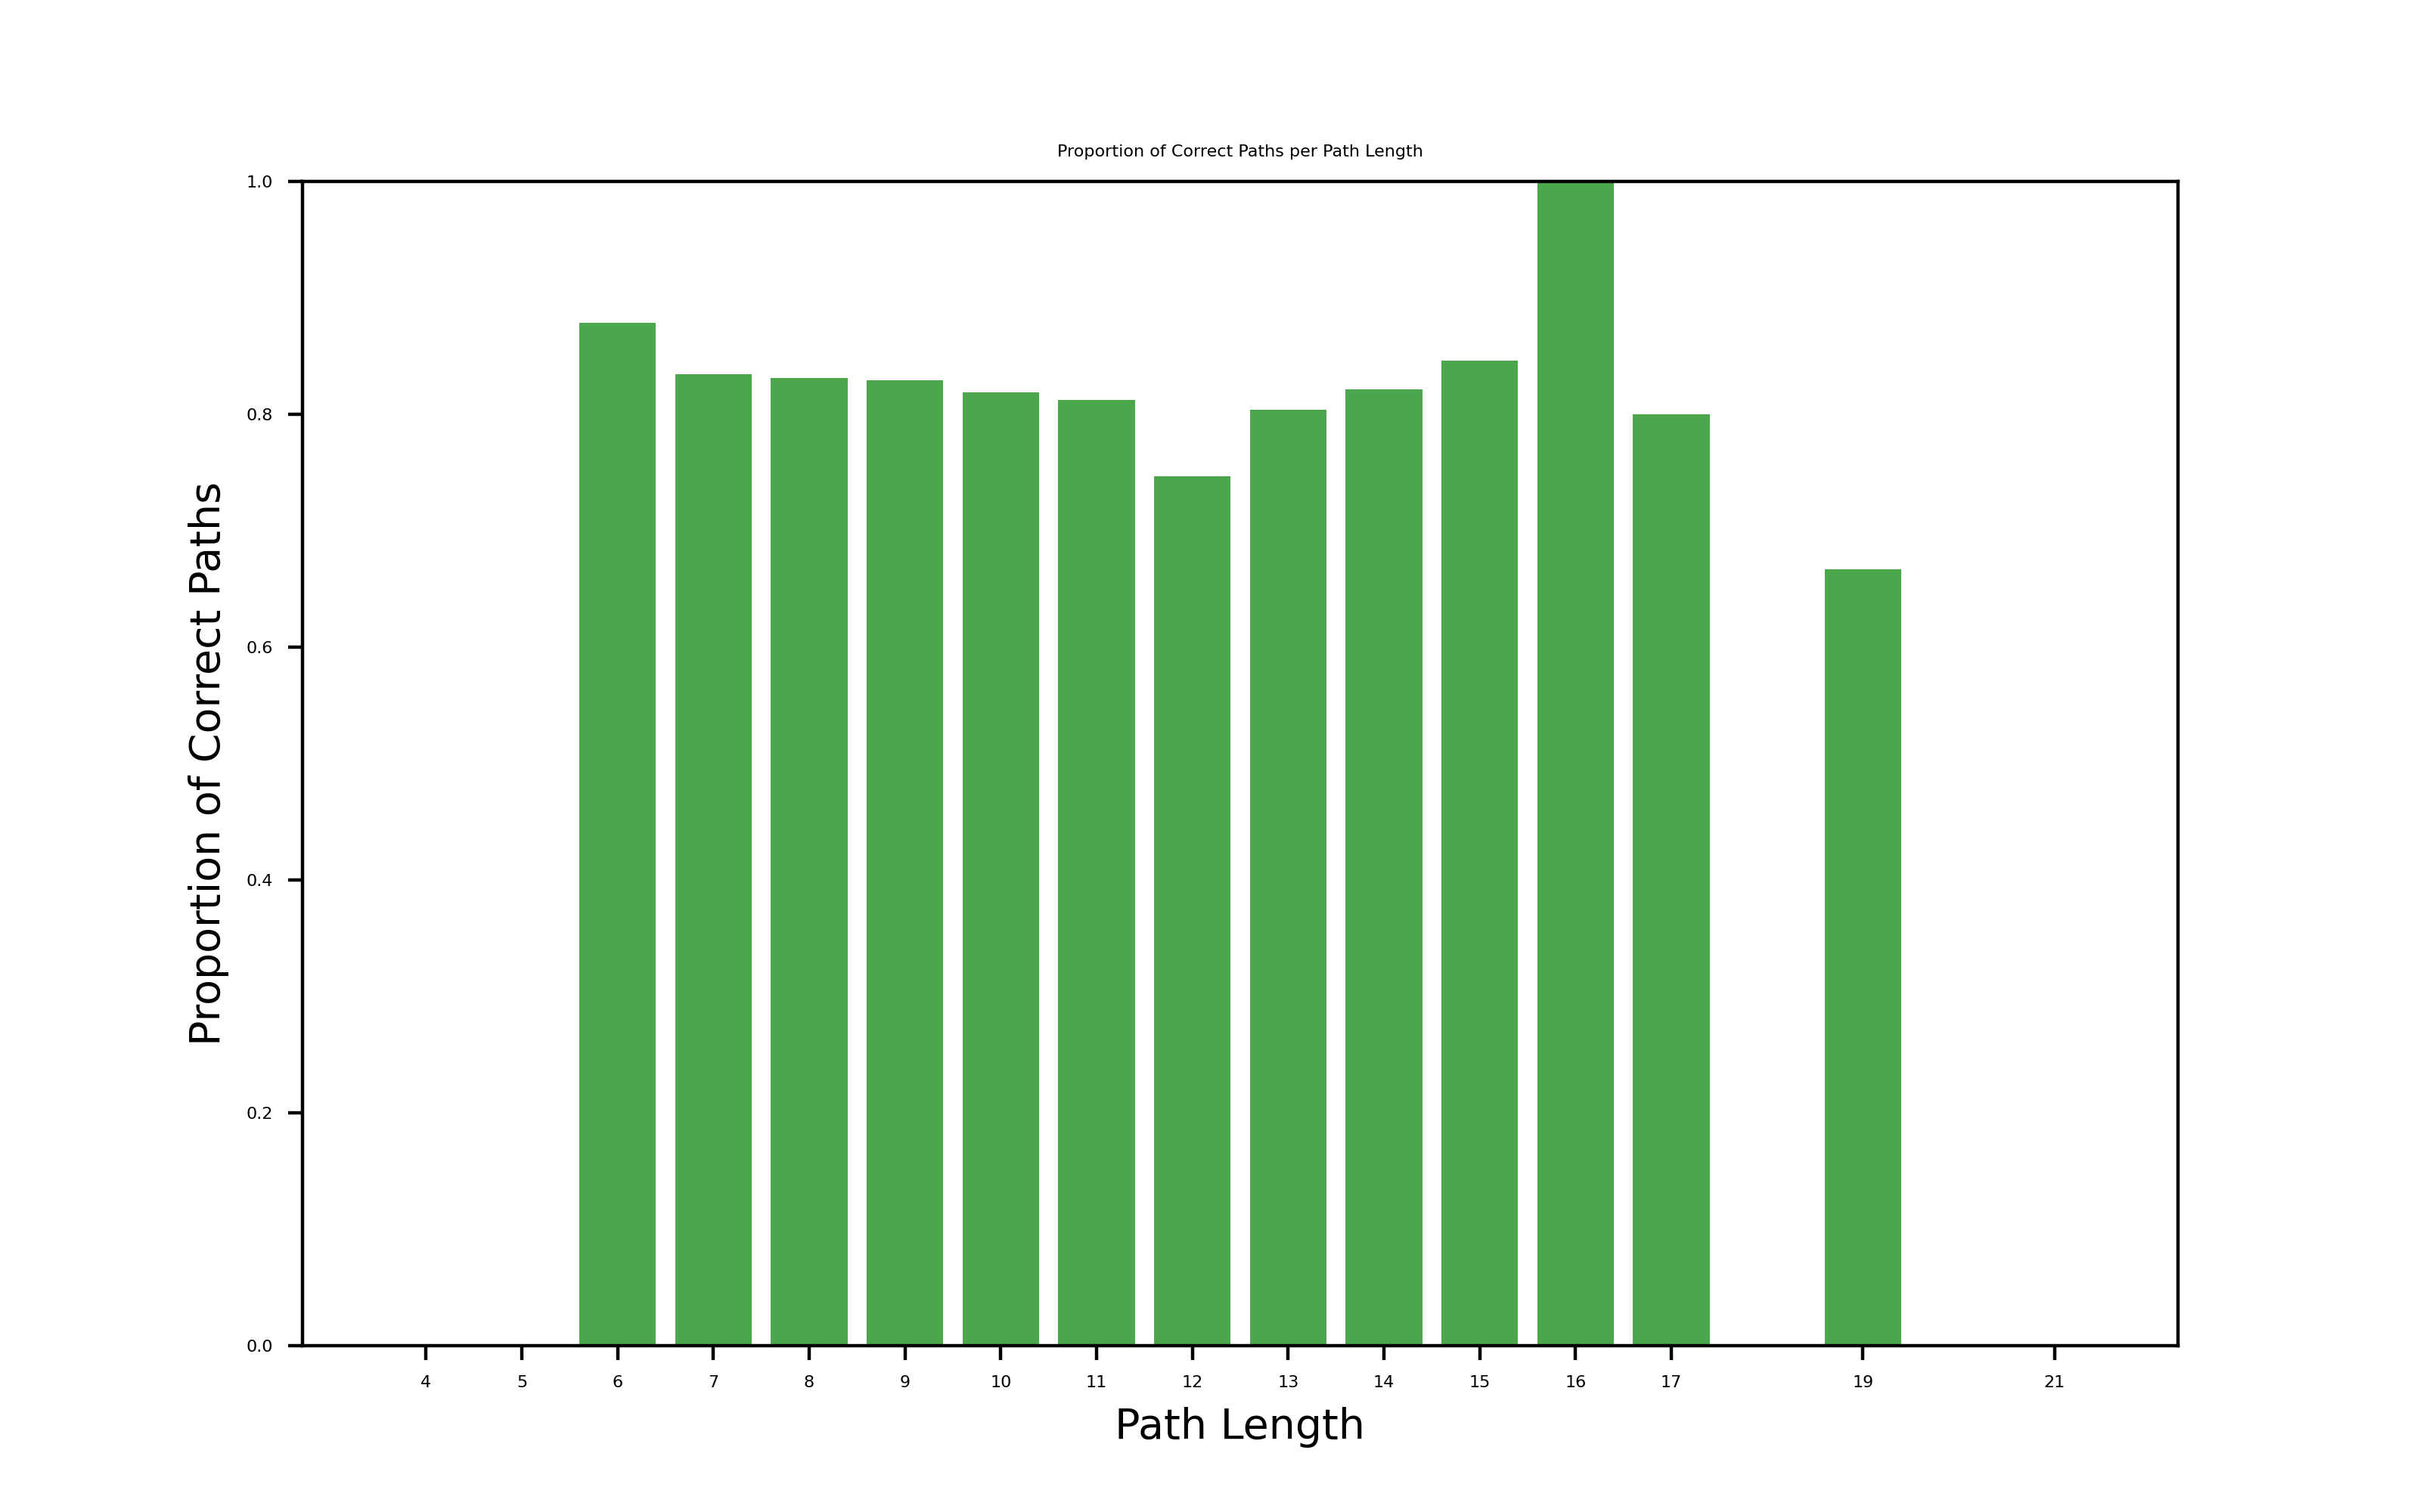 Proportion of Correct Paths per Path Length
1.0
0.8
0.6
0.4
0.2
0.0
Proportion of Correct Paths
4 5 6 7 8 9 10 11 12 13 14 15 16 17 19 21
Path Length